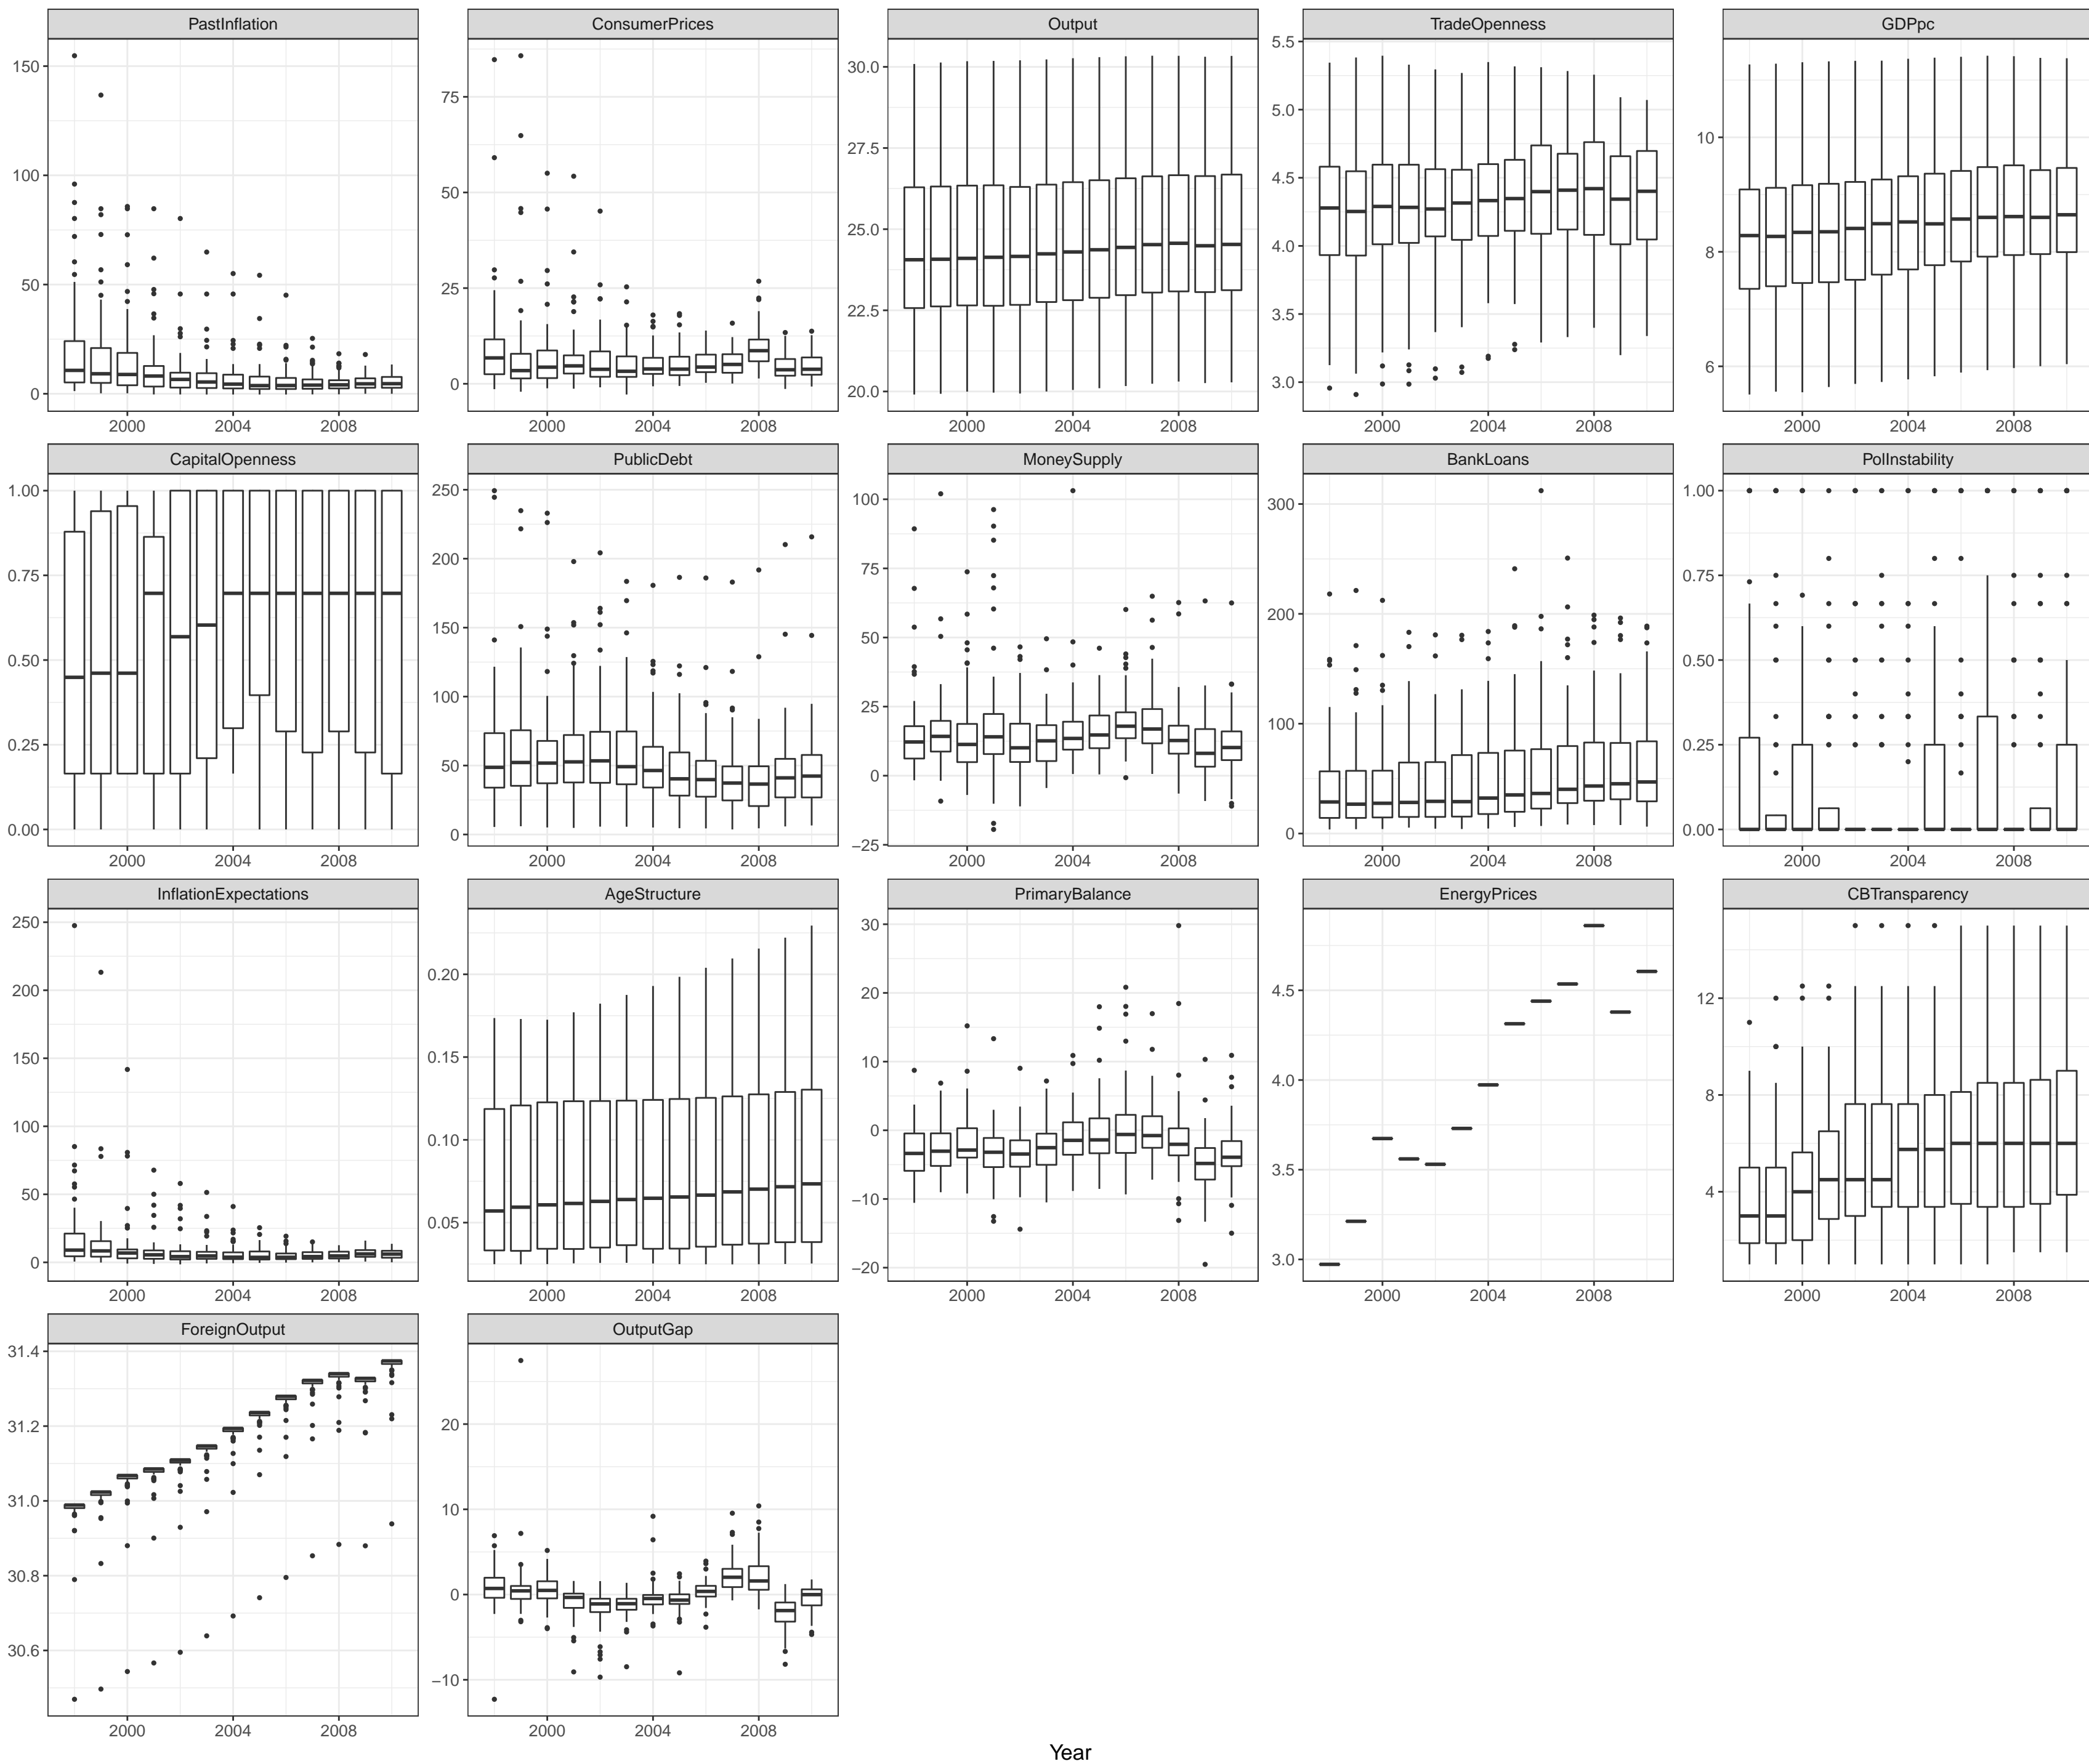 PastInflation ConsumerPrices Output TradeOpenness GDPpc
150 100 50 0
75 50 25 0
30.0 27.5 25.0 22.5 20.0
5.5 5.0 4.5 4.0 3.5 3.0
10 8 6
2000 2004 2008 2000 2004 2008 2000 2004 2008 2000 2004 2008 2000 2004 2008
CapitalOpenness PublicDebt MoneySupply BankLoans PolInstability
1.00 0.75 0.50 0.25 0.00
250 200 150 100 50 0
100 75 50 25 0 −25
300 200 100 0
1.00 0.75 0.50 0.25 0.00
2000 2004 2008 2000 2004 2008 2000 2004 2008 2000 2004 2008 2000 2004 2008
InflationExpectations AgeStructure PrimaryBalance EnergyPrices CBTransparency
250 200 150 100 50 0
0.20 0.15 0.10 0.05
30 20 10 0 −10 −20
4.5 4.0 3.5 3.0
12 8 4
2000 2004 2008 2000 2004 2008 2000 2004 2008 2000 2004 2008 2000 2004 2008
ForeignOutput OutputGap
31.4 31.2 31.0 30.8 30.6
20 10 0 −10
2000 2004 2008 2000 2004 2008
Year